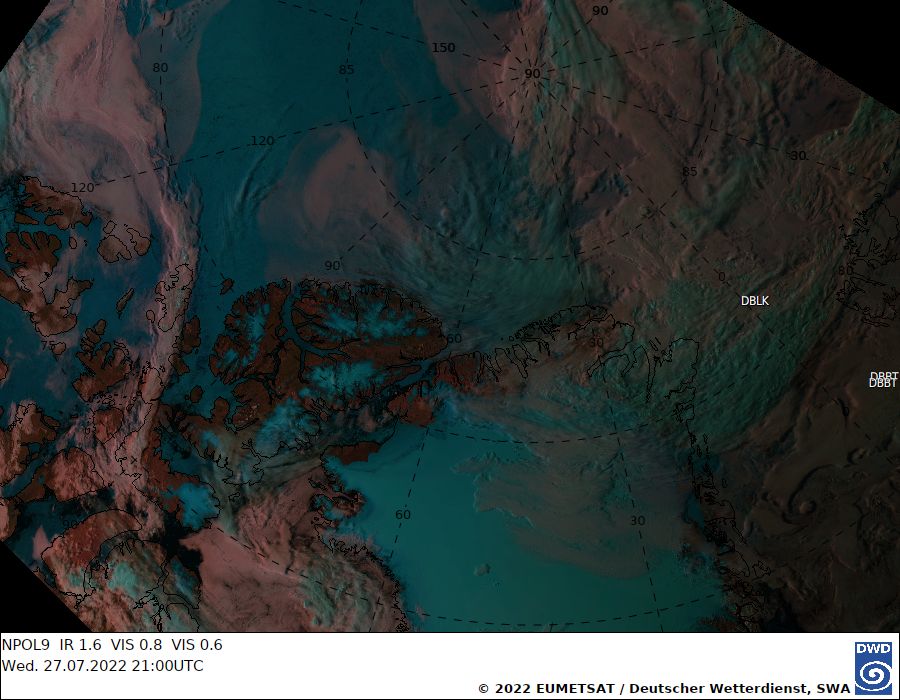 90
150
90
80
85
120
85
30
120
90
80
0
DBLK
75
60
30
DBBT
DBBT
60
30
NPOL9 IR 1.6 VIS 0.8 VIS 0.6
Wed. 27.07.2022 21:00UTC
DWD
© 2022 EUMETSAT / Deutscher Wetterdienst, SWA